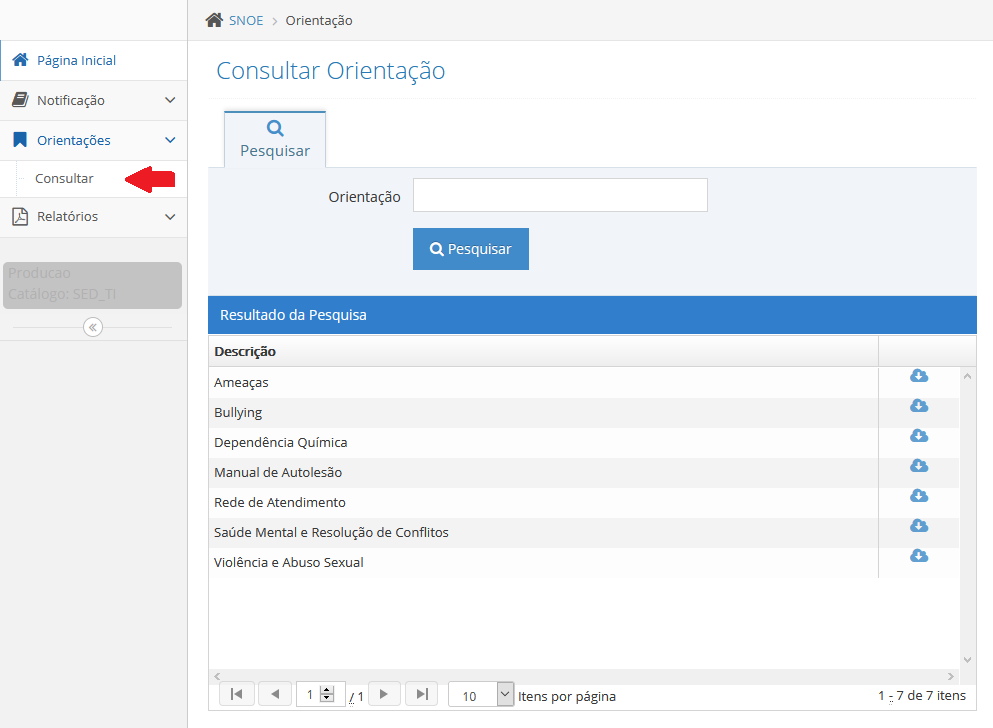 SNOE > Orientação
Página Inicial
Notificação
Orientações
Consultar
Relatórios
Producao
Catálogo: SED_TI
Consultar Orientação
Pesquisar
Orientação
Pesquisar
Resultado da Pesquisa
Descrição
Ameaças
Bullying
Dependência Química
Manual de Autolesão
Rede de Atendimento
Saúde Mental e Resolução de Conflitos
Violência e Abuso Sexual
1 / 1 10 Itens por página 1 - 7 de 7 itens